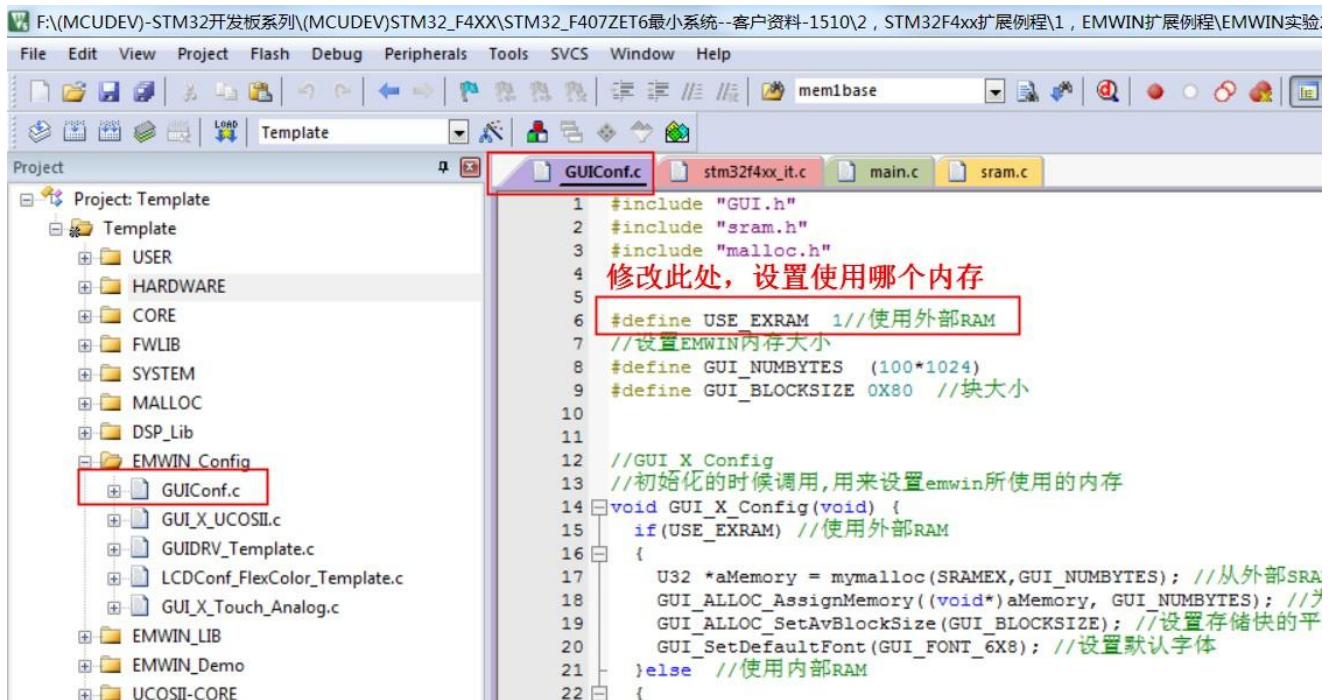 F:\(MCUDEV)-STM32开发板系列\(MCUDEV)STM32_F4XX\STM32_F407ZET6最小系统--客户资料-1510\2，STM32F4xx扩展例程\1，EMWIN扩展例程\EMWIN实验
File Edit View Project Flash Debug Peripherals Tools SVCS Window Help
mem1base
LOAD
Template
Project
GUIConf.c stm32f4xx_it.c main.c sram.c
Project: Template
Template
USER
HARDWARE
CORE
FWLIB
SYSTEM
MALLOC
DSP_Lib
EMWIN_Config
GUIConf.c
GUI_X_UCOSII.c
GUIDRV_Template.c
LCDConf_FlexColor_Template.c
GUI_X_Touch_Analog.c
EMWIN_LIB
EMWIN_Demo
UCOSII-CORE
1 #include "GUI.h"
2 #include "sram.h"
3 #include "malloc.h"
4
修改此处，设置使用哪个内存
5
6 #define USE_EXRAM 1//使用外部RAM
7 //设置EMWIN内存大小
8 #define GUI_NUMBYTES (100*1024)
9 #define GUI_BLOCKSIZE 0X80 //块大小
10
11
12 //GUI_X_Config
13 //初始化的时候调用,用来设置emwin所使用的内存
14 void GUI_X_Config(void) {
15 if(USE_EXRAM) //使用外部RAM
16 {
17 U32 *aMemory = mymalloc(SRAMEX,GUI_NUMBYTES); //从外部SRA
18 GUI_ALLOC_AssignMemory((void*)aMemory, GUI_NUMBYTES); //
19 GUI_ALLOC_SetAvBlockSize(GUI_BLOCKSIZE); //设置存储快的平
20 GUI_SetDefaultFont(GUI_FONT_6X8); //设置默认字体
21 }else //使用内部RAM
22 {